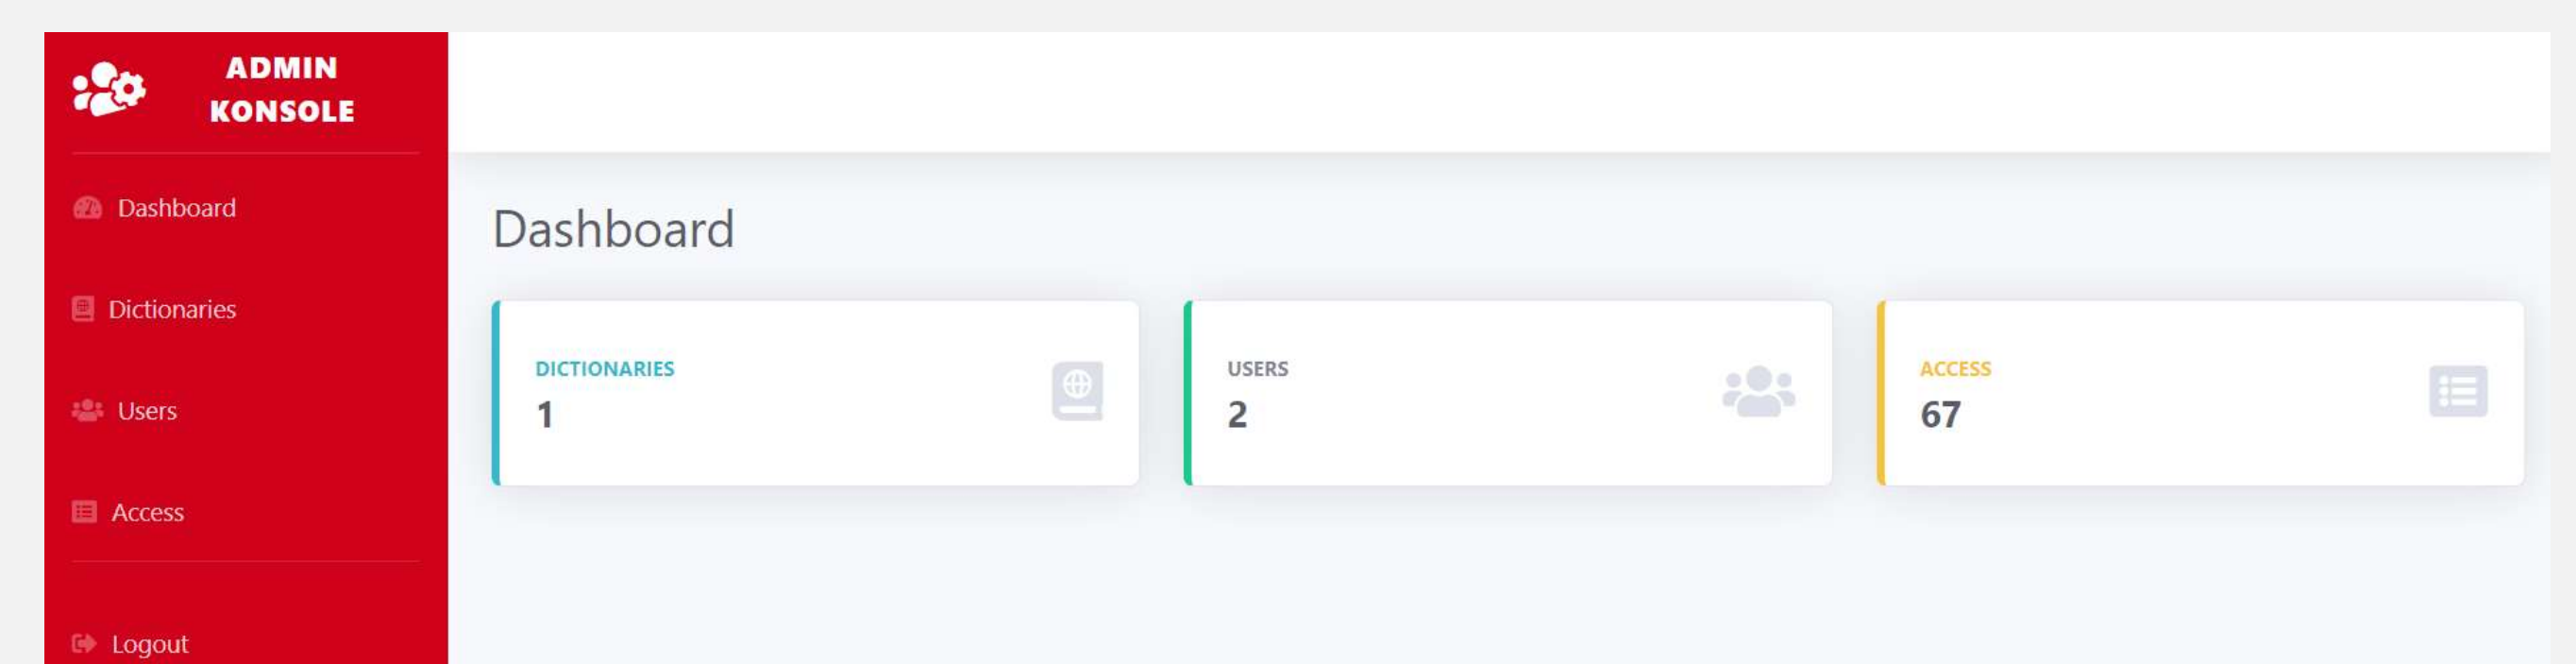 ADMIN
KONSOLE
Dashboard
Dictionaries
Users
Access
Logout
Dashboard
DICTIONARIES
1
USERS
2
ACCESS
67